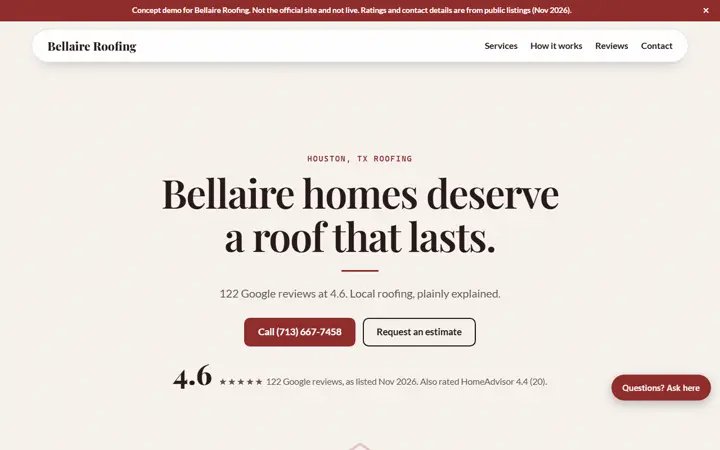 Concept demo for Bellaire Roofing. Not the official site and not live. Ratings and contact details are from public listings (Nov 2026). ×
Bellaire Roofing Services How it works Reviews Contact
HOUSTON, TX ROOFING
Bellaire homes deserve
a roof that lasts.
122 Google reviews at 4.6. Local roofing, plainly explained.
Call (713) 667-7458 Request an estimate
4.6 ★★★★★ 122 Google reviews, as listed Nov 2026. Also rated HomeAdvisor 4.4 (20).
Questions? Ask here